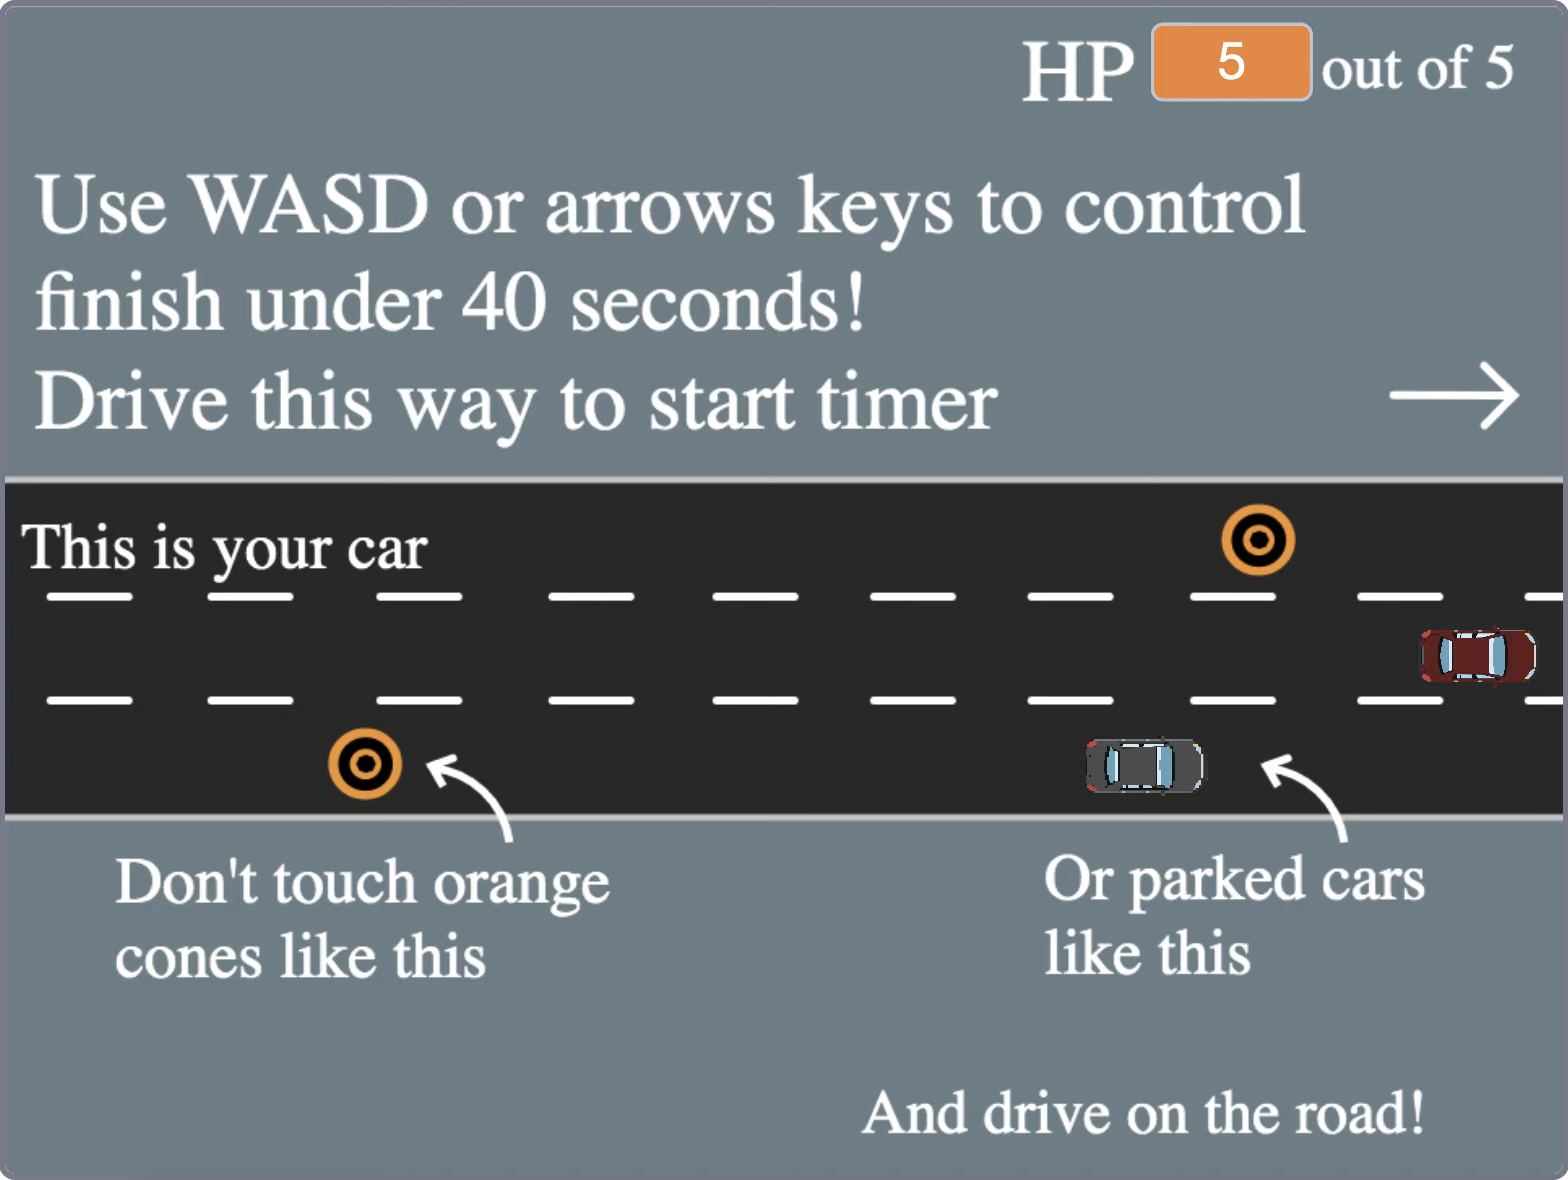 HP 5 out of 5
Use WASD or arrows keys to control
finish under 40 seconds!
Drive this way to start timer
This is your car
Don't touch orange
cones like this
Or parked cars
like this
And drive on the road!